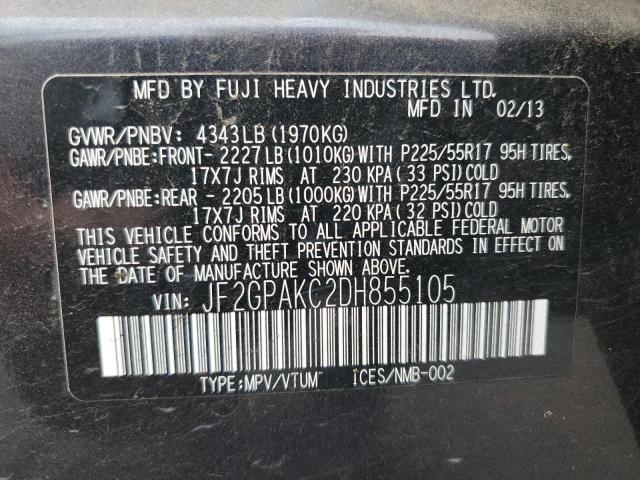 MFD BY FUJI HEAVY INDUSTRIES LTD.
MFD IN 02/13
GVWR/PNBV: 4343LB(1970KG)
GAWR/PNBE:FRONT- 2227LB(1010KG)WITH P225/55R17 95H TIRES,
17X7J RIMS AT 230 KPA(33 PSI)COLD
GAWR/PNBE:REAR - 2205LB(1000KG)WITH P225/55R17 95H TIRES,
17X7J RIMS AT 220 KPA(32 PSI)COLD
THIS VEHICLE CONFORMS TO ALL APPLICABLE FEDERAL MOTOR
VEHICLE SAFETY AND THEFT PREVENTION STANDARDS IN EFFECT ON
THE DATE OF MANUFACTURE SHOWN ABOVE.
VIN: JF2GPAKC2DH855105
TYPE:MPV/VTUM ICES/NMB-002